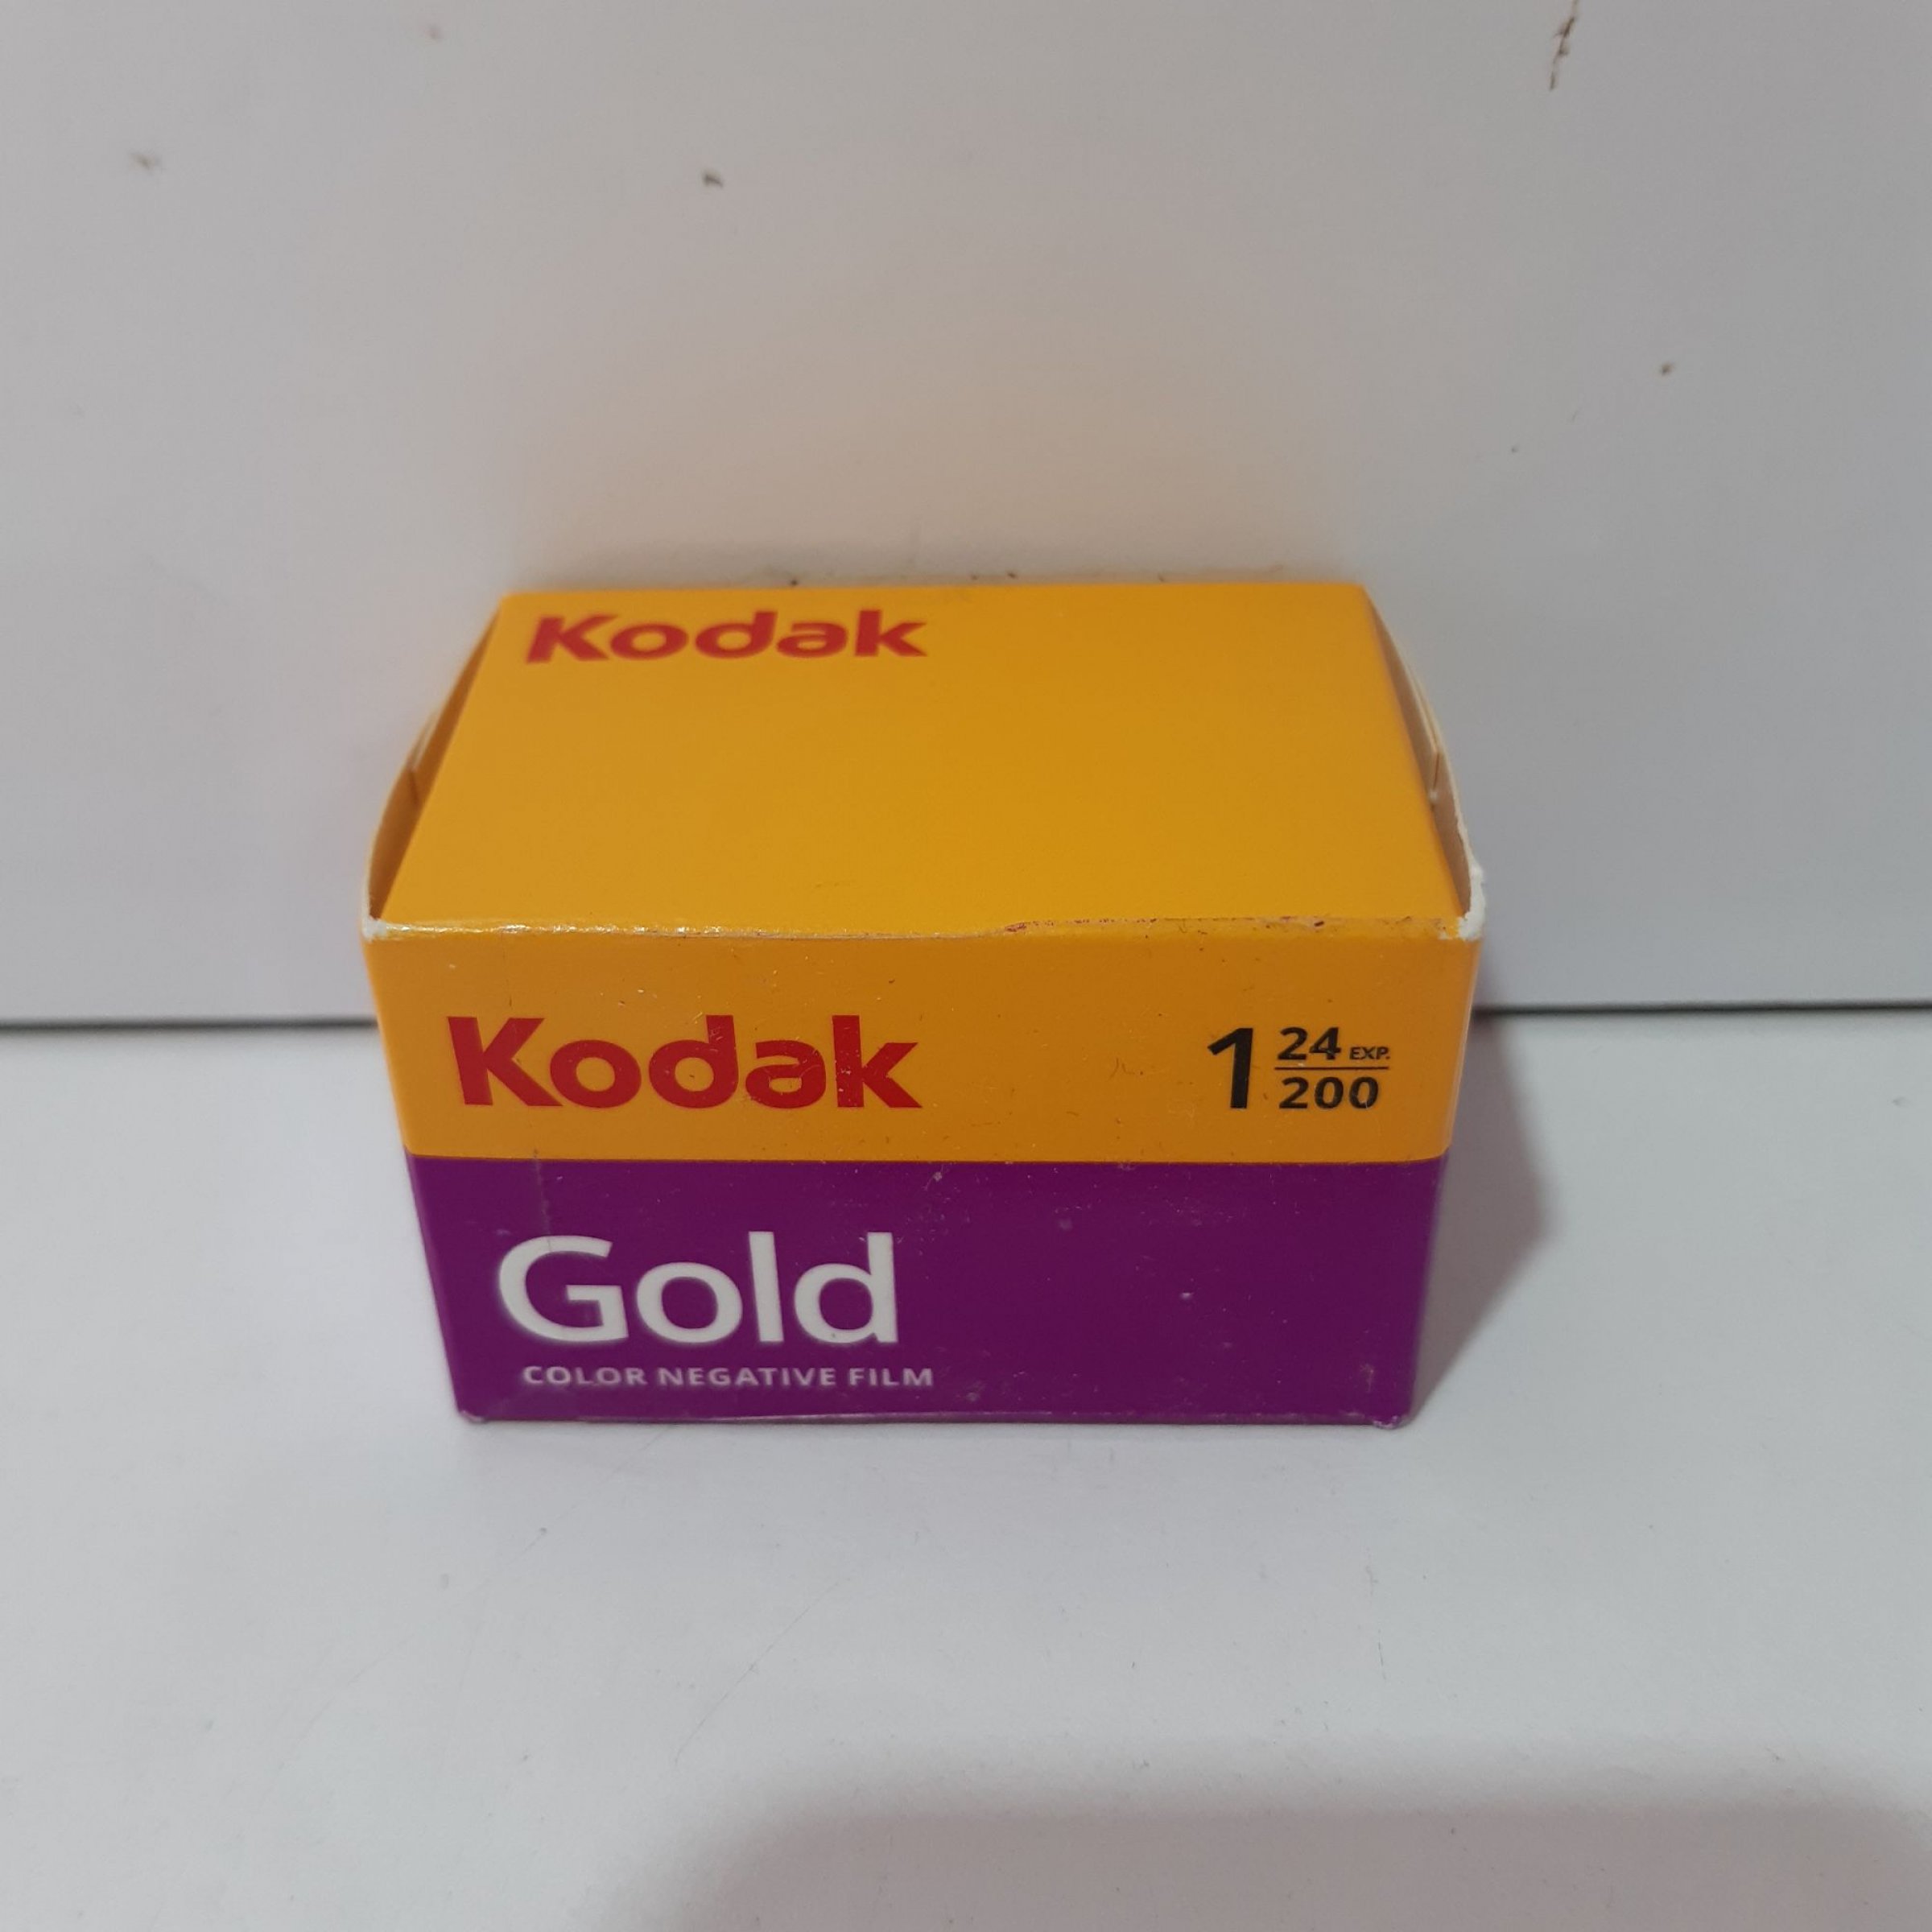 Kodak
Kodak
1 24 EXP.
200
Gold
COLOR NEGATIVE FILM